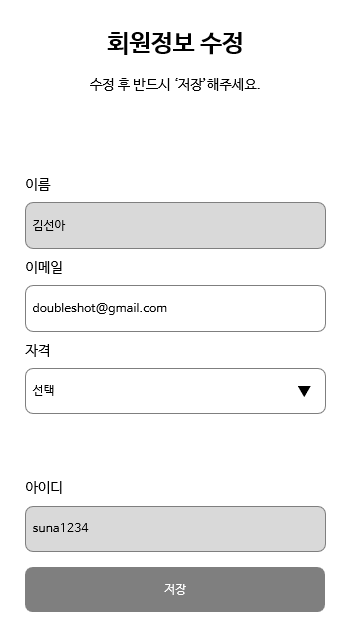 회원정보 수정
수정 후 반드시 ‘저장’해주세요.
이름
김선아
이메일
doubleshot@gmail.com
자격
선택 ▼
아이디
suna1234
저장